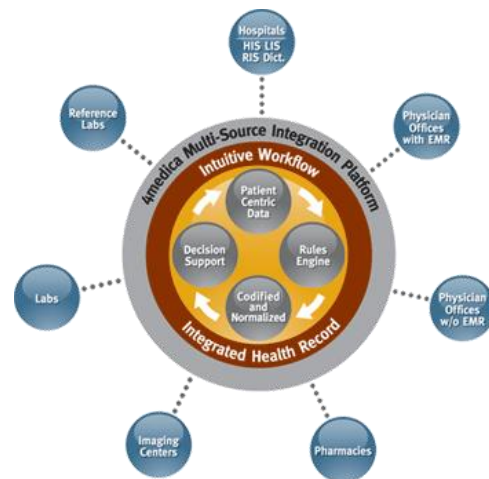 Hospitals
HIS LIS
RIS Dict.
Reference
Labs
Physician
Offices
with EMR
4medica Multi-Source Integration Platform
Intuitive Workflow
Patient
Centric
Data
Decision
Support
Rules
Engine
Codified
and
Normalized
Integrated Health Record
Labs
Physician
Offices
w/o EMR
Imaging
Centers
Pharmacies